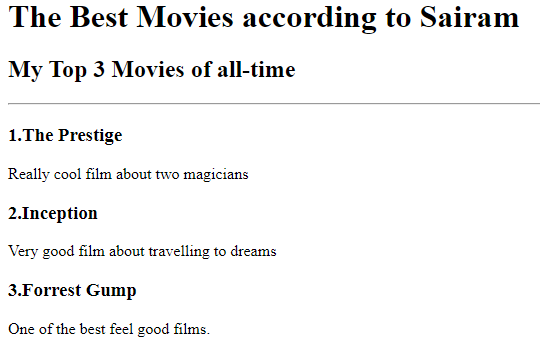 The Best Movies according to Sairam
My Top 3 Movies of all-time
1.The Prestige
Really cool film about two magicians
2.Inception
Very good film about travelling to dreams
3.Forrest Gump
One of the best feel good films.